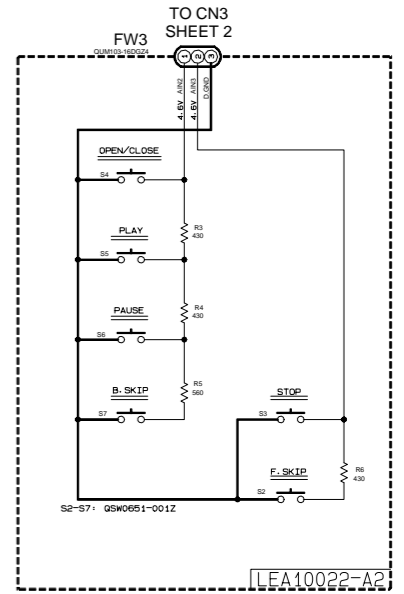 TO CN3
SHEET 2
FW3
QUM103-16DGZ4
1 2 3
4.6V AIN2
4.6V AIN3
D.GND
OPEN/CLOSE
S4
R3
430
PLAY
S5
R4
430
PAUSE
S6
R5
560
B.SKIP
S7
STOP
S3
R6
430
F.SKIP
S2
S2-S7: QSW0651-001Z
LEA10022-A2